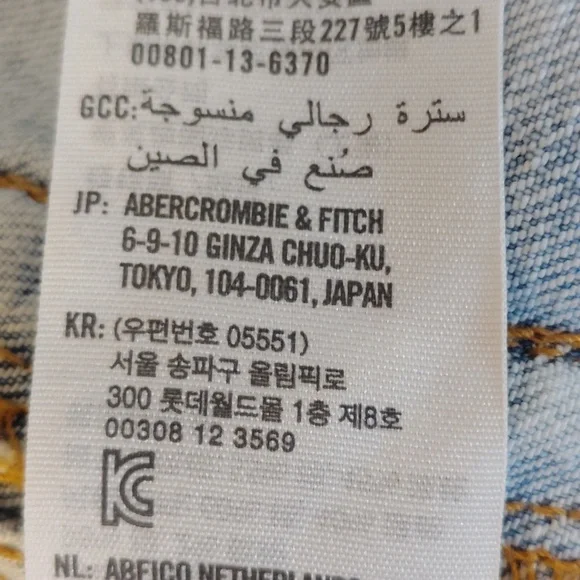 羅斯福路三段227號5樓之1
00801-13-6370
GCC: سترة رجالي منسوجة
صُنع في الصين
JP: ABERCROMBIE & FITCH
6-9-10 GINZA CHUO-KU,
TOKYO, 104-0061, JAPAN
KR: (우편번호 05551)
서울 송파구 올림픽로
300 롯데월드몰 1층 제8호
00308 12 3569
NL: ABFICO NETHERLANDS